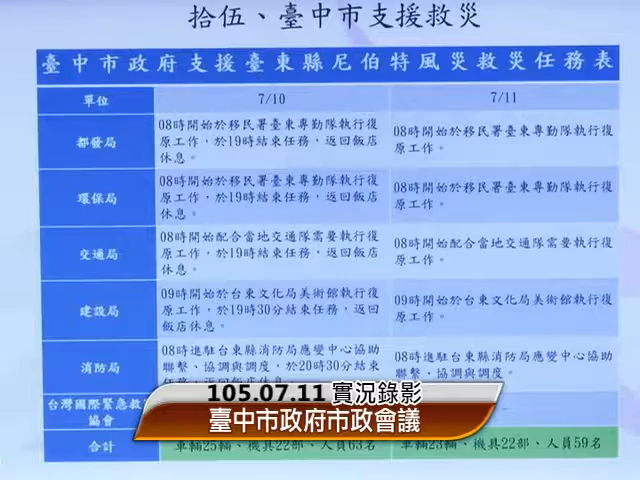 拾伍、臺中市支援救災
臺中市政府支援臺東縣尼伯特風災救災任務表
單位 7/10 7/11
都發局 08時開始於移民署臺東專勤隊執行復 08時開始於移民署臺東專勤隊執行復
原工作,於19時結束任務,返回飯店 原工作。
休息。
環保局 08時開始於移民署臺東專勤隊執行復 08時開始於移民署臺東專勤隊執行復
原工作,於19時結束任務,返回飯店 原工作。
休息。
交通局 08時開始配合當地交通隊需要執行復 08時開始配合當地交通隊需要執行復
原工作,於19時結束任務,返回飯店 原工作。
休息。
建設局 09時開始於台東文化局美術館執行復 09時開始於台東文化局美術館執行復
原工作,於19時30分結束任務,返回 原工作。
飯店休息。
消防局 08時進駐台東縣消防局應變中心協助 08時進駐台東縣消防局應變中心協助
聯繫、協調與調度,於20時30分結束 聯繫、協調與調度。
台灣國際緊急救
協會
合計 車輛25輛、機具22部、人員63名 車輛23輛、機具22部、人員59名
105.07.11 實況錄影
臺中市政府市政會議